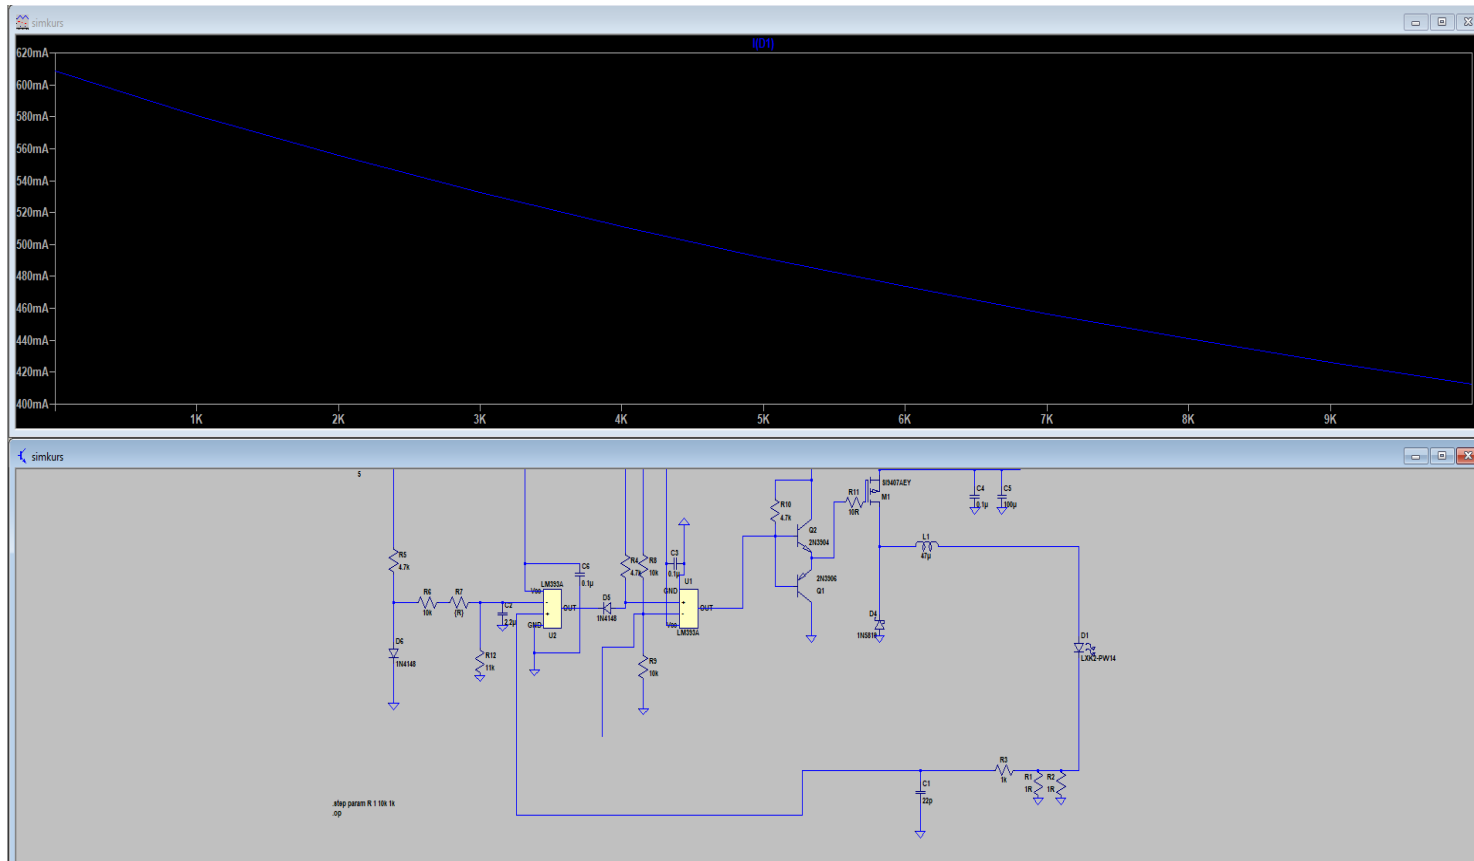 simkurs
I(D1)
620mA
600mA
580mA
560mA
540mA
520mA
500mA
480mA
460mA
440mA
420mA
400mA
1K 2K 3K 4K 5K 6K 7K 8K 9K
simkurs
5
R5
4.7k
R6
10k
R7
{R}
D6
1N4148
R12
11k
C2
2.2µ
LM393A
Vcc
-
+
GND
OUT
U2
C6
0.1µ
D5
1N4148
R4
4.7k
R8
10k
C3
0.1µ
U1
GND
+
-
Vcc
OUT
LM393A
R9
10k
R10
4.7k
Q2
2N3904
2N3906
Q1
R11
10R
Si3407AEY
M1
C4
0.1µ
C5
100µ
L1
47µ
D4
1N5818
D1
LXK2-PW14
R3
1k
R1
1R
R2
1R
C1
22p
.step param R 1 10k 1k
.op